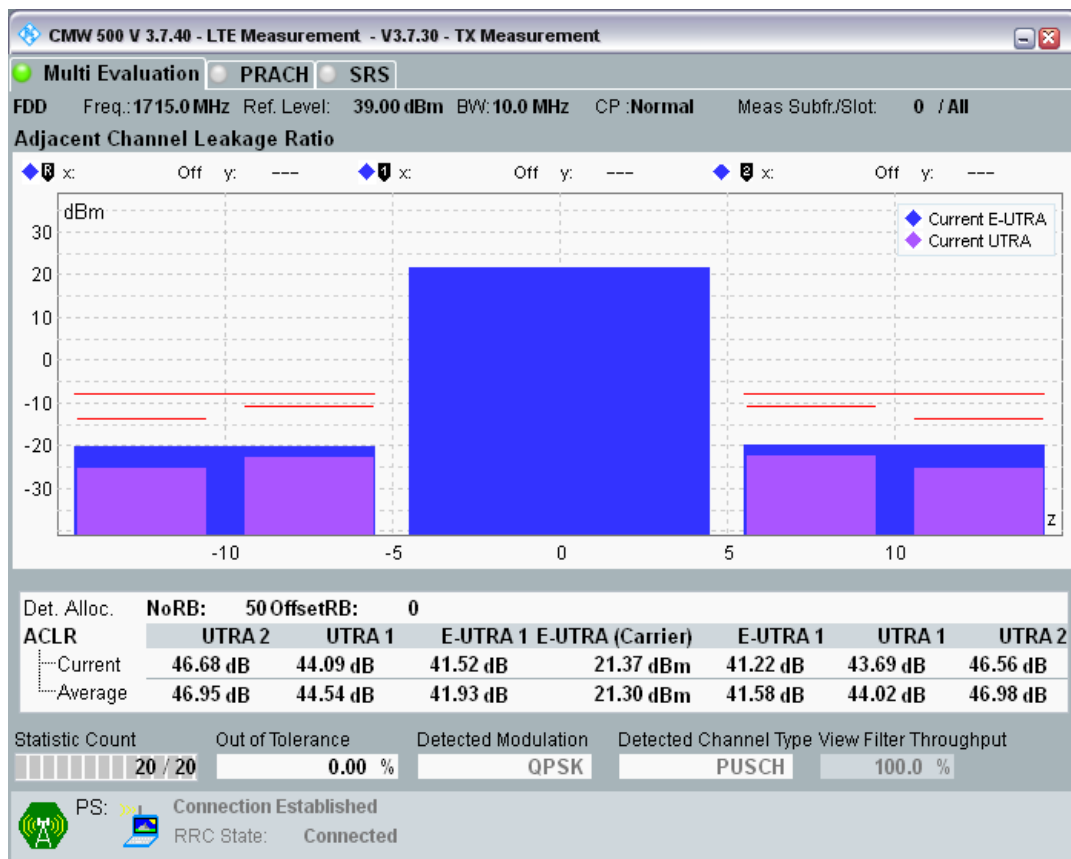 CMW 500 V 3.7.40 - LTE Measurement - V3.7.30 - TX Measurement
Multi Evaluation PRACH SRS
FDD Freq.:1715.0 MHz Ref. Level: 39.00 dBm BW:10.0 MHz CP :Normal Meas Subfr./Slot: 0 / All
Adjacent Channel Leakage Ratio
R x: Off y: --- 1 x: Off y: --- 2 x: Off y: ---
dBm
Current E-UTRA
Current UTRA
30
20
10
0
-10
-20
-30
z
-10 -5 0 5 10
Det. Alloc. NoRB: 50 OffsetRB: 0
ACLR UTRA 2 UTRA 1 E-UTRA 1 E-UTRA (Carrier) E-UTRA 1 UTRA 1 UTRA 2
Current 46.68 dB 44.09 dB 41.52 dB 21.37 dBm 41.22 dB 43.69 dB 46.56 dB
Average 46.95 dB 44.54 dB 41.93 dB 21.30 dBm 41.58 dB 44.02 dB 46.98 dB
Statistic Count Out of Tolerance Detected Modulation Detected Channel Type View Filter Throughput
20 / 20 0.00 % QPSK PUSCH 100.0 %
PS: Connection Established
RRC State: Connected